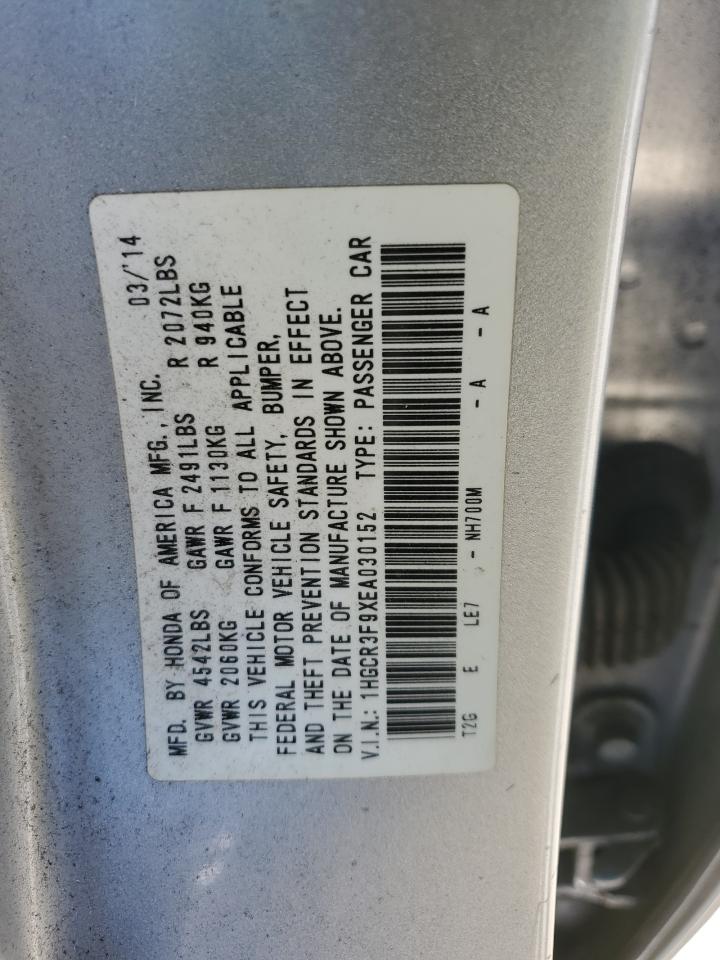 MFD. BY HONDA OF AMERICA MFG., INC. 03/'14
GVWR 4542LBS GAWR F 2491LBS R 2072LBS
GVWR 2060KG GAWR F 1130KG R 940KG
THIS VEHICLE CONFORMS TO ALL APPLICABLE
FEDERAL MOTOR VEHICLE SAFETY, BUMPER,
AND THEFT PREVENTION STANDARDS IN EFFECT
ON THE DATE OF MANUFACTURE SHOWN ABOVE.
V.I.N.: 1HGCR3F9XEA030152 TYPE: PASSENGER CAR
T2G E LE7 - NH700M - A - A